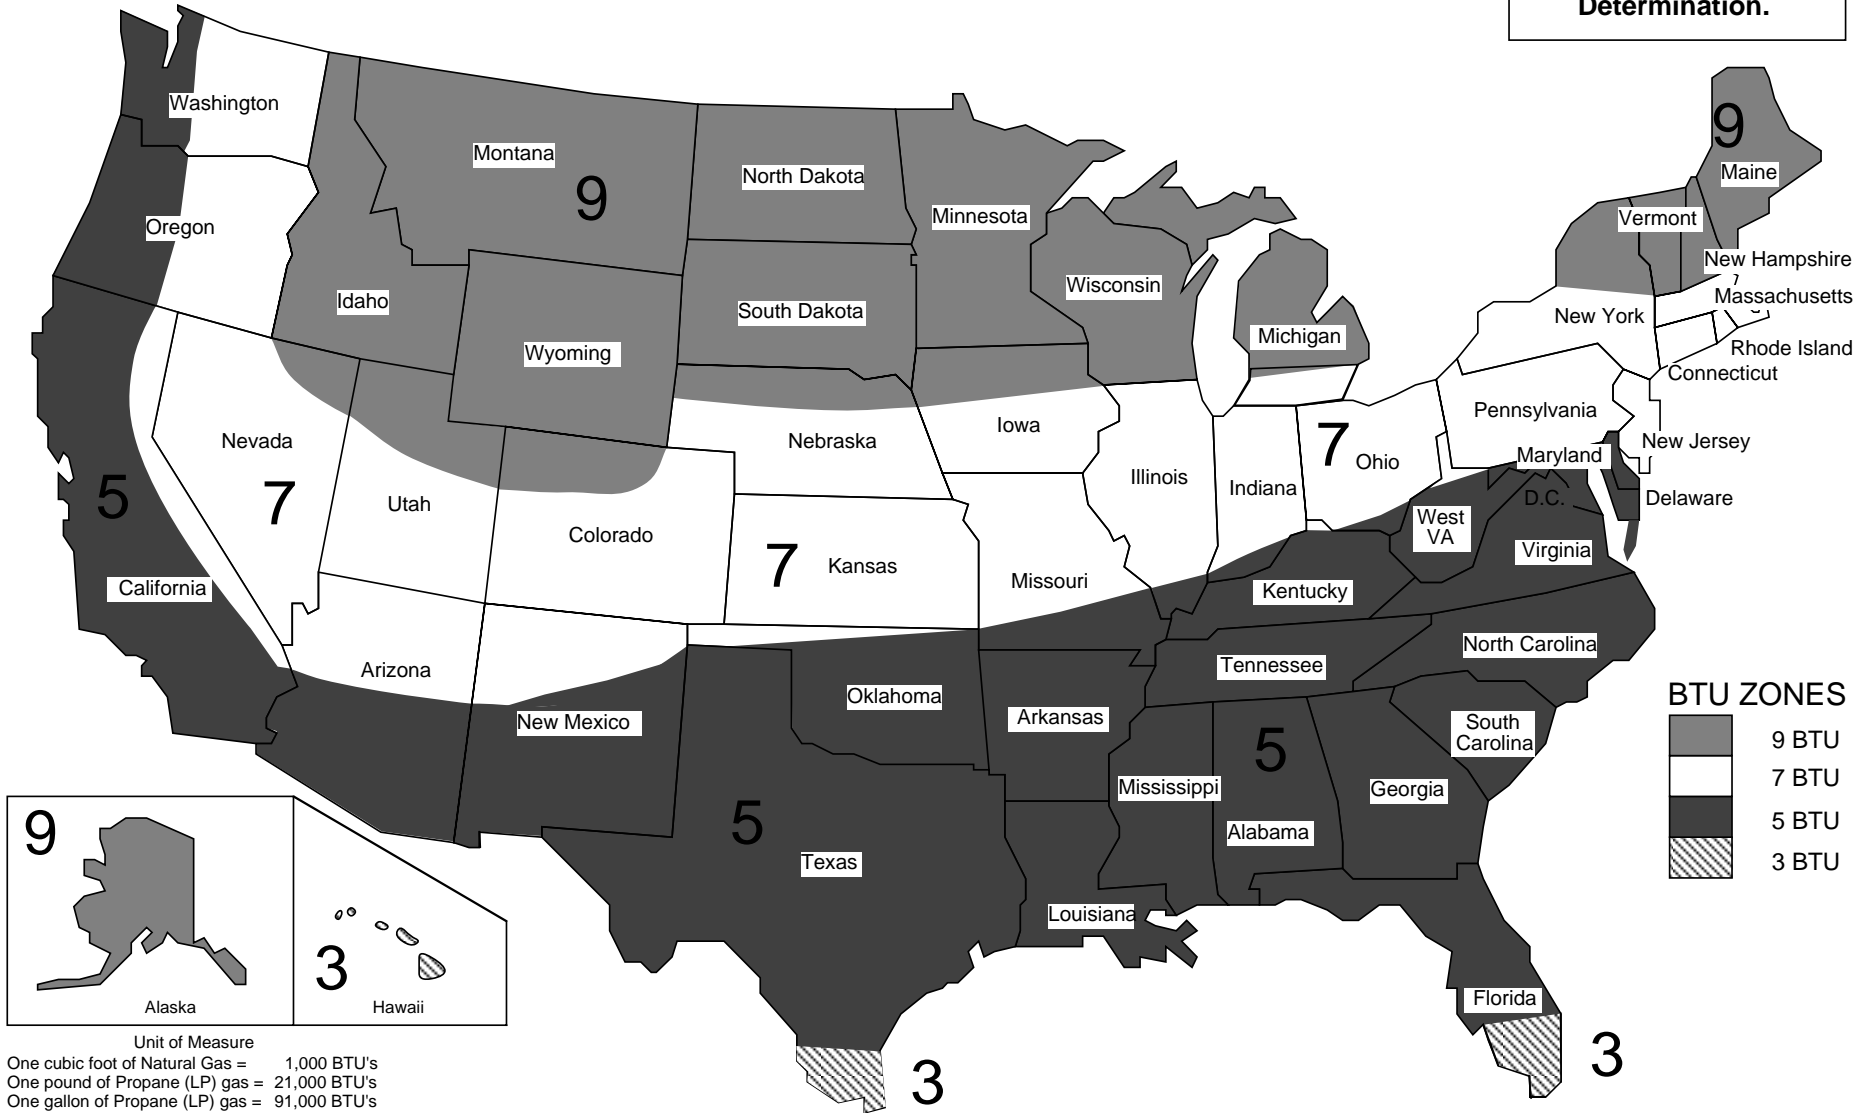 Determination.
Washington
Montana
9
North Dakota
Minnesota
9
Maine
Vermont
Oregon
Idaho
Wyoming
South Dakota
Wisconsin
Michigan
New Hampshire
Massachusetts
New York
Rhode Island
Connecticut
Nevada
7
Utah
Colorado
Nebraska
Iowa
Illinois
Indiana
7
Ohio
Pennsylvania
New Jersey
Maryland
D.C.
Delaware
5
California
7
Kansas
Missouri
West
VA
Virginia
Kentucky
Arizona
New Mexico
Oklahoma
Arkansas
Tennessee
North Carolina
South
Carolina
5
Texas
Mississippi
5
Alabama
Georgia
Louisiana
Florida
3
3
BTU ZONES
9 BTU
7 BTU
5 BTU
3 BTU
9
Alaska
3
Hawaii
Unit of Measure
One cubic foot of Natural Gas = 1,000 BTU's
One pound of Propane (LP) gas = 21,000 BTU's
One gallon of Propane (LP) gas = 91,000 BTU's